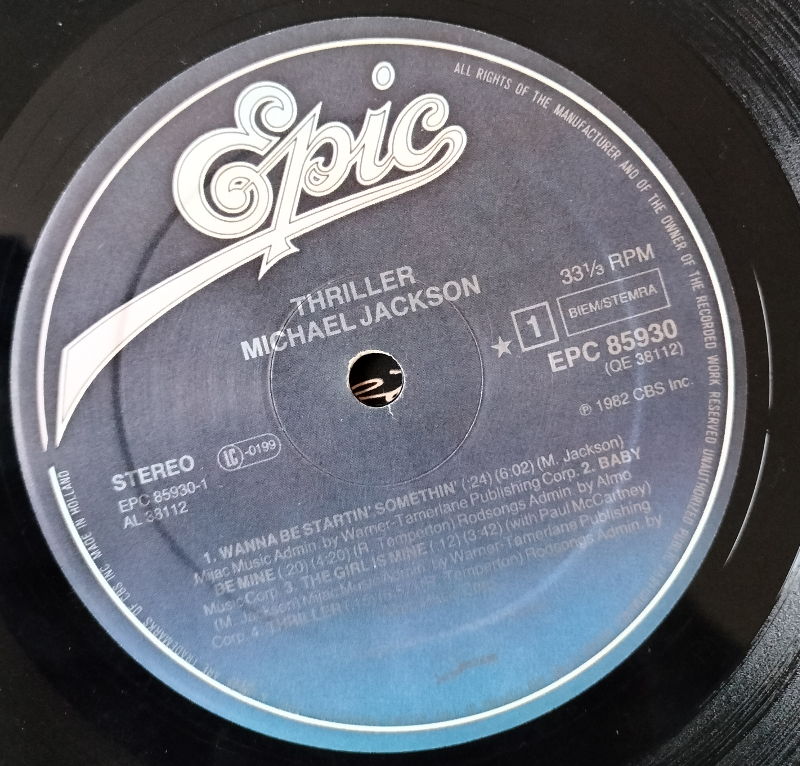 Epic
ALL RIGHTS OF THE MANUFACTURER AND OF THE OWNER OF THE RECORDED WORK RESERVED UNAUTHORIZED
THRILLER
MICHAEL JACKSON
33⅓ RPM
★ 1 BIEM/STEMRA
EPC 85930
(QE 38112)
℗ 1982 CBS Inc.
STEREO LC-0199
EPC 85930-1
AL 38112
1. WANNA BE STARTIN' SOMETHIN' (:24) (6:02) (M. Jackson)
Mijac Music Admin. by Warner-Tamerlane Publishing Corp. 2. BABY
BE MINE (:20) (4:20) (R. Temperton) Rodsongs Admin. by Almo
Music Corp. 3. THE GIRL IS MINE (:12) (3:42) (with Paul McCartney)
(M. Jackson) Mijac Music Admin. by Warner-Tamerlane Publishing
Corp. 4. THRILLER (R. Temperton) Rodsongs Admin. by
ARE TRADEMARKS OF CBS INC. MADE IN HOLLAND